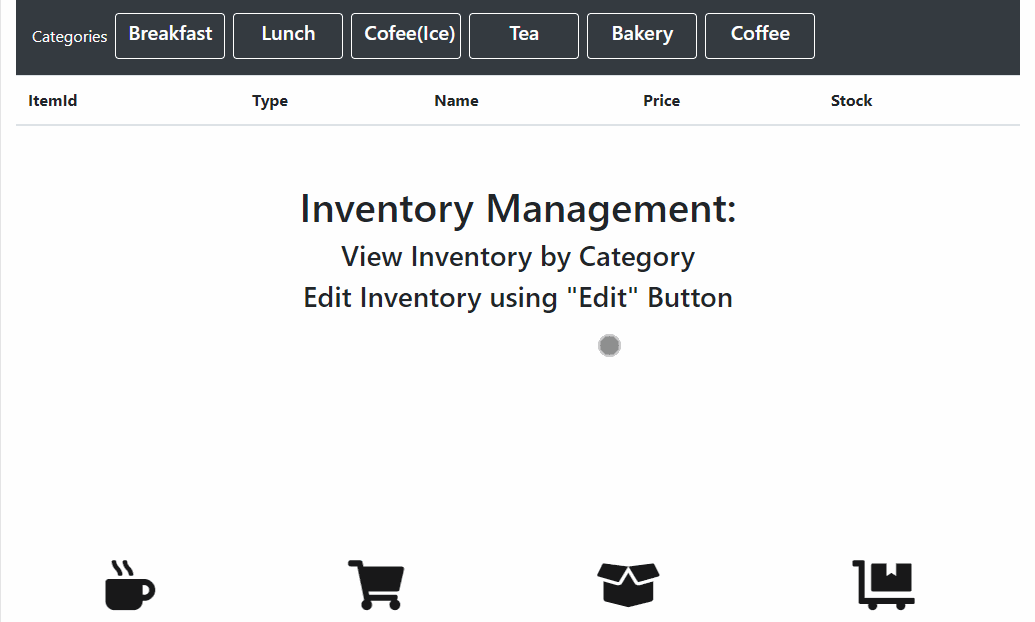 Categories Breakfast Lunch Cofee(Ice) Tea Bakery Coffee
ItemId Type Name Price Stock
Inventory Management:
View Inventory by Category
Edit Inventory using "Edit" Button